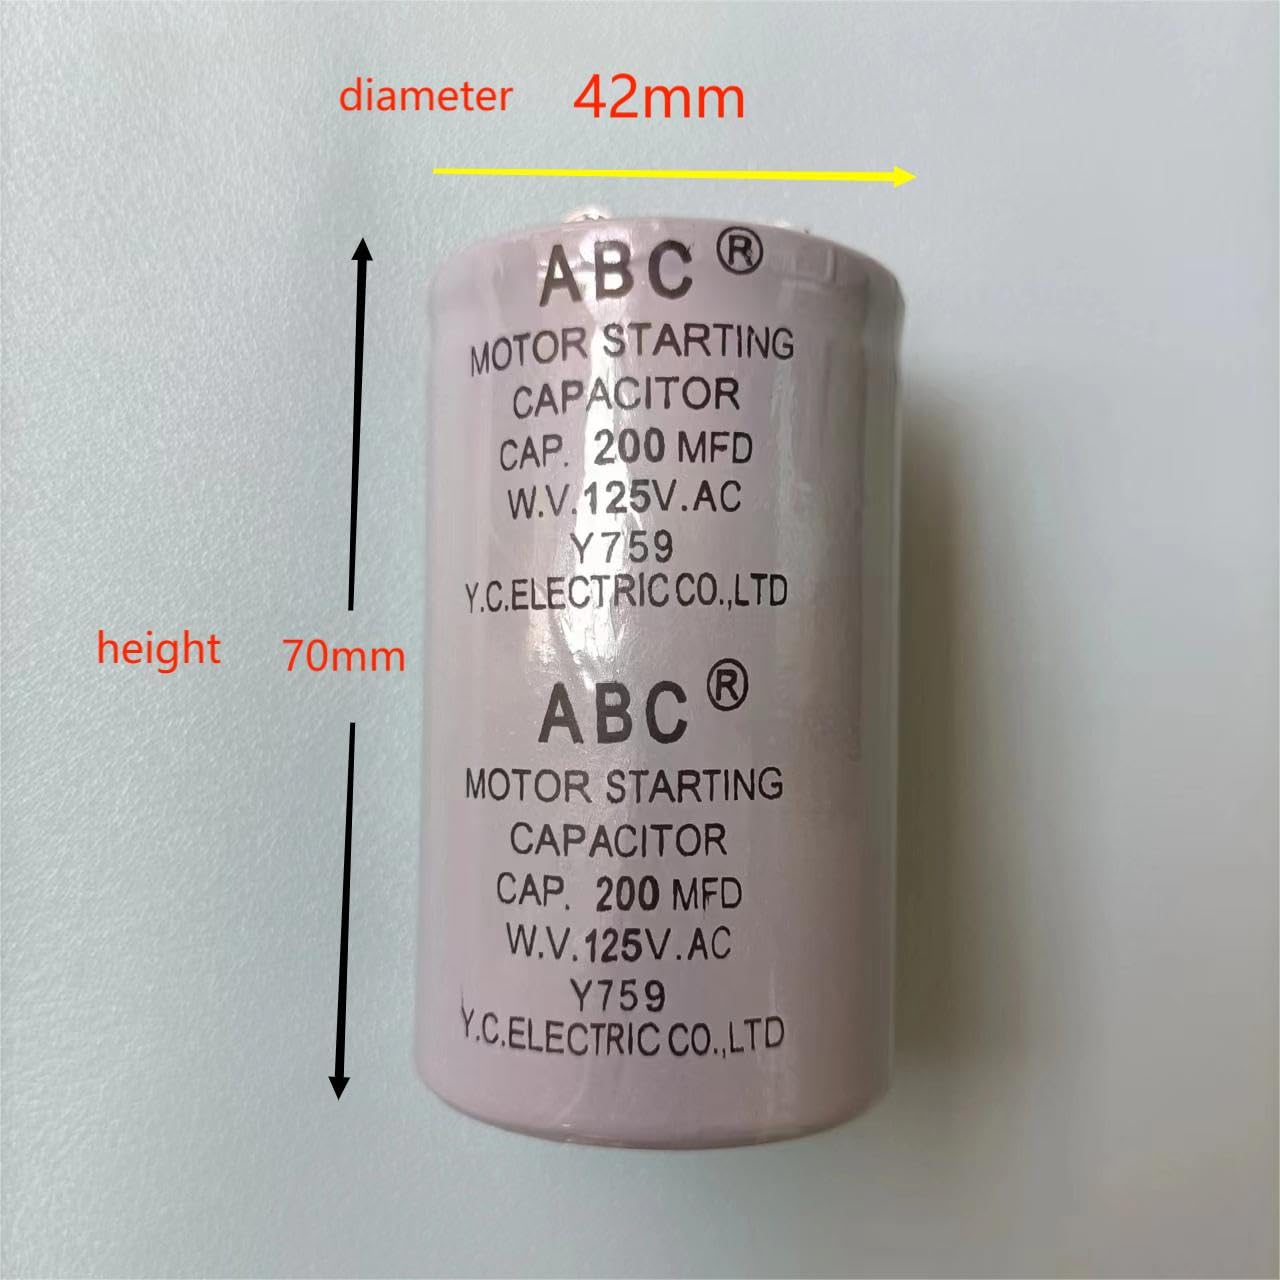 diameter 42mm
ABC ®
MOTOR STARTING
CAPACITOR
CAP. 200 MFD
W.V.125V.AC
Y759
Y.C.ELECTRIC CO.,LTD
height 70mm
ABC ®
MOTOR STARTING
CAPACITOR
CAP. 200 MFD
W.V.125V.AC
Y759
Y.C.ELECTRIC CO.,LTD